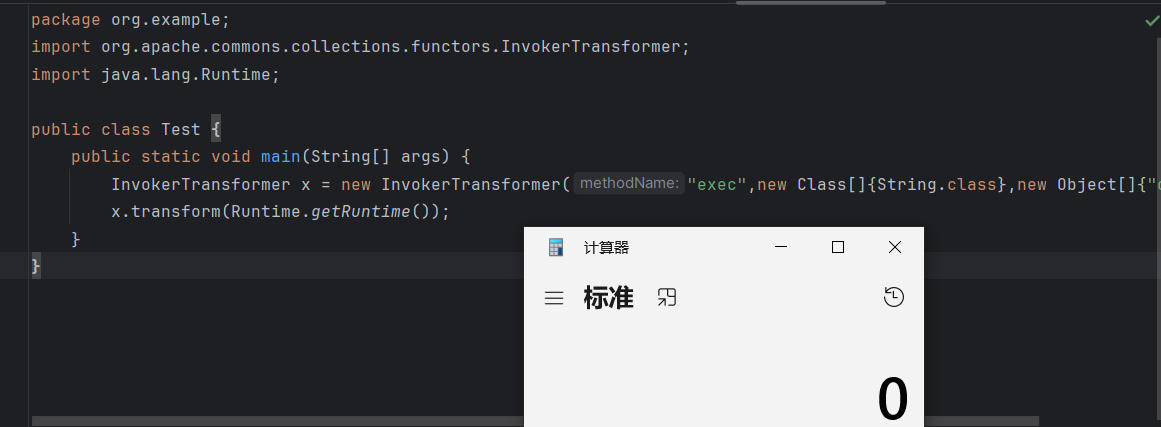 package org.example;
import org.apache.commons.collections.functors.InvokerTransformer;
import java.lang.Runtime;
public class Test {
public static void main(String[] args) {
InvokerTransformer x = new InvokerTransformer( methodName: "exec",new Class[]{String.class},new Object[]{"
x.transform(Runtime.getRuntime());
}
}
计算器
标准
0